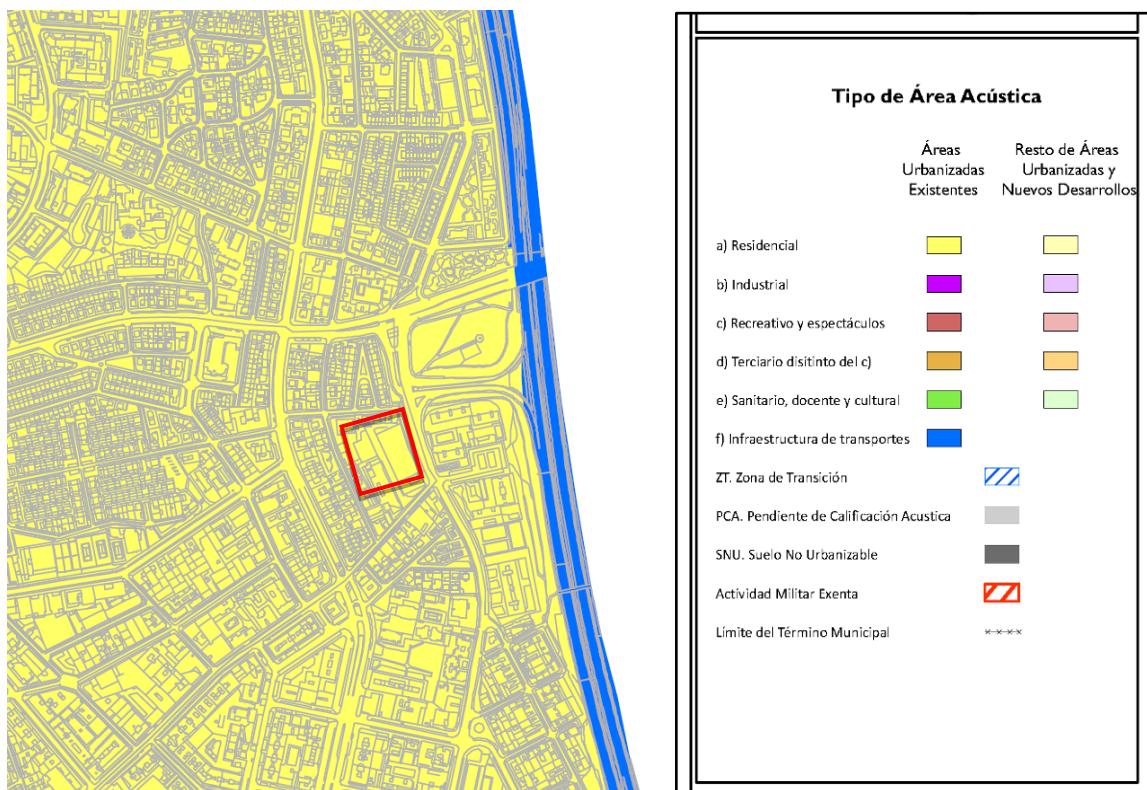 Tipo de Área Acústica
Áreas
Urbanizadas
Existentes
Resto de Áreas
Urbanizadas y
Nuevos Desarrollos
a) Residencial
b) Industrial
c) Recreativo y espectáculos
d) Terciario disitinto del c)
e) Sanitario, docente y cultural
f) Infraestructura de transportes
ZT. Zona de Transición
PCA. Pendiente de Calificación Acustica
SNU. Suelo No Urbanizable
Actividad Militar Exenta
Límite del Término Municipal